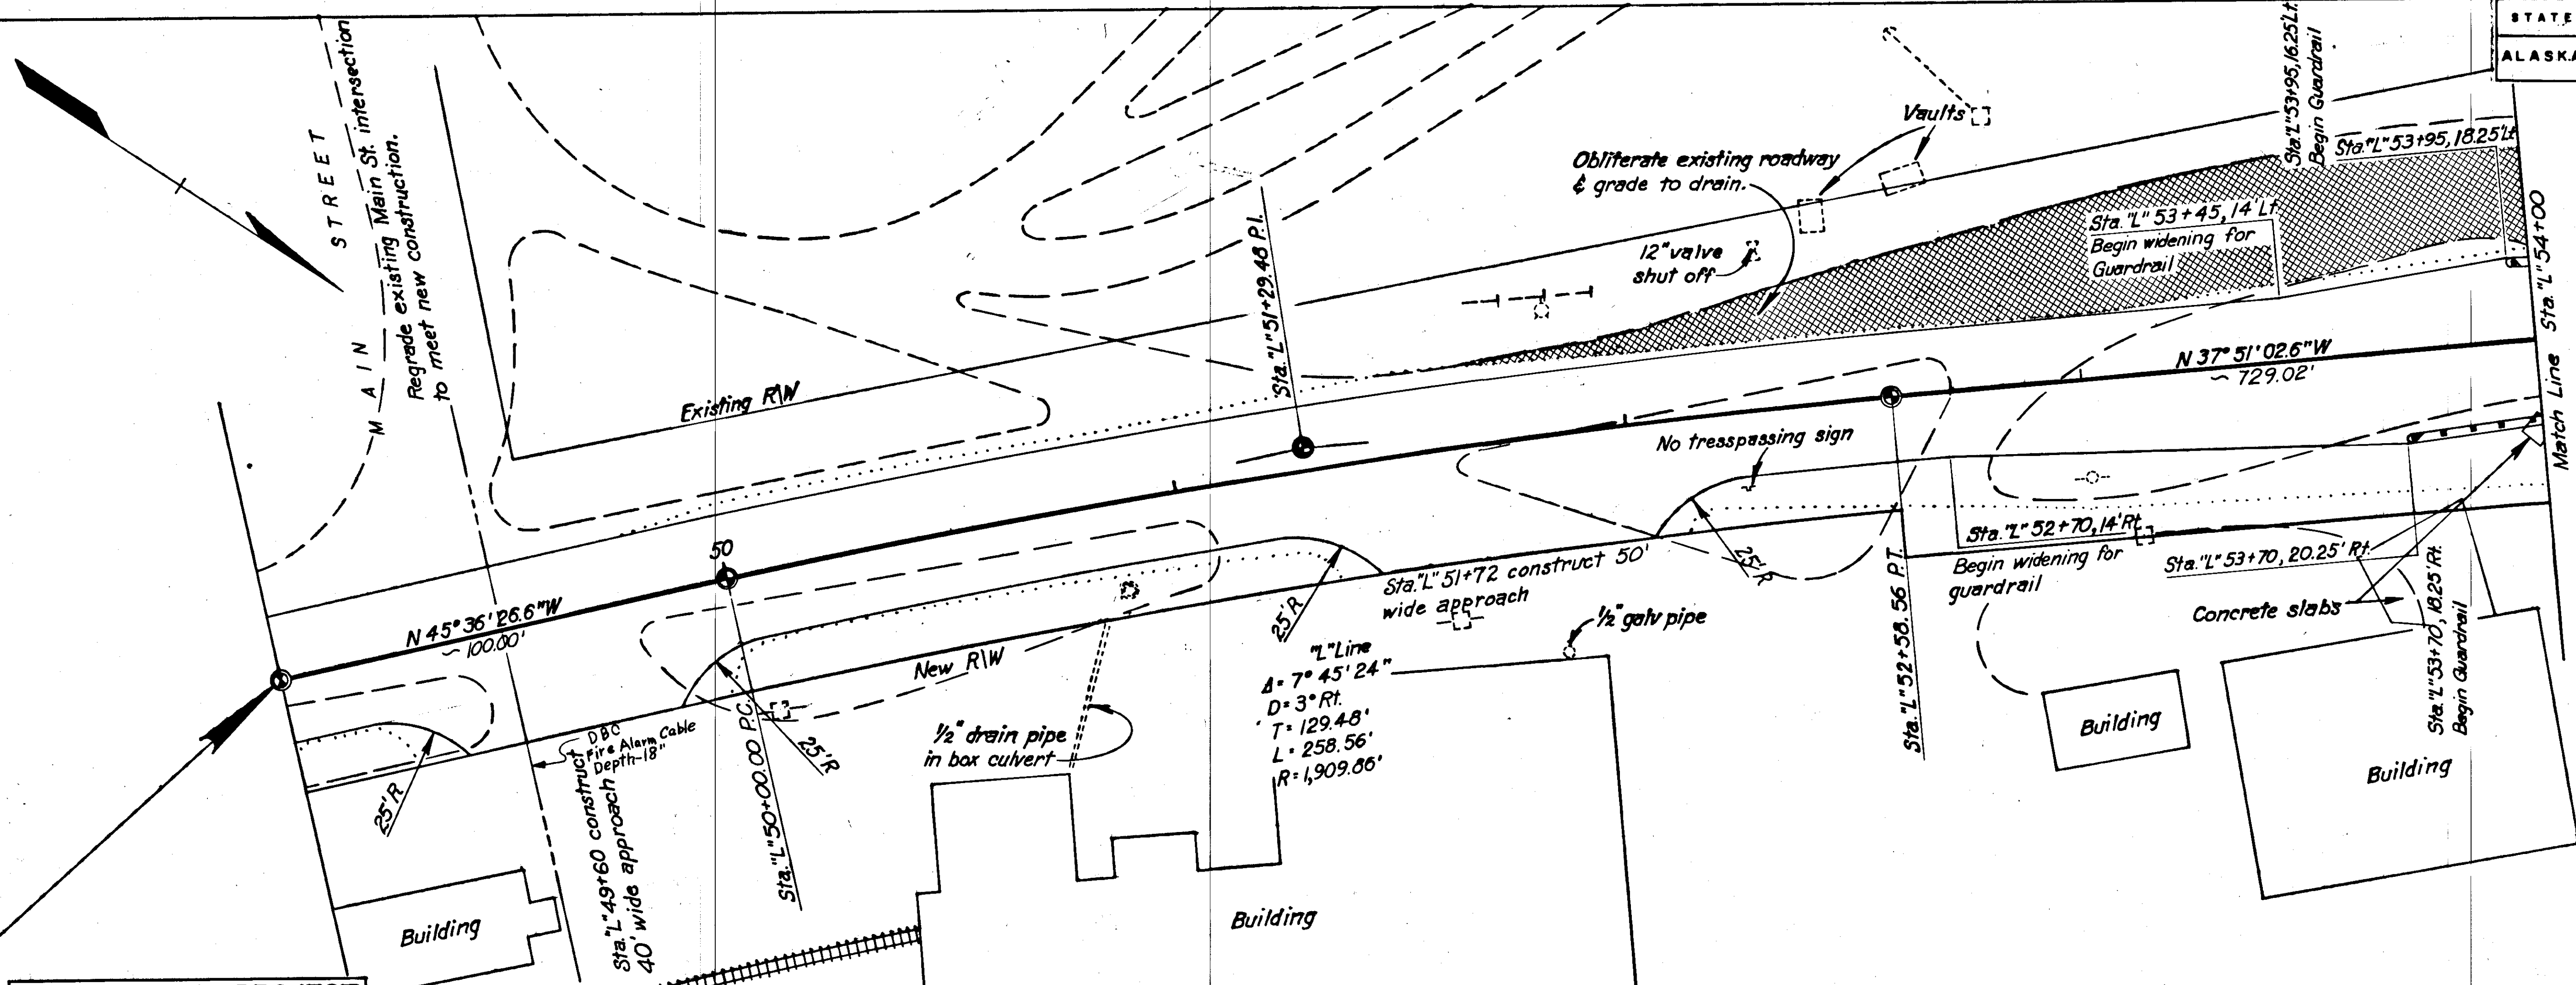 STATE
ALASKA
MAIN STREET
Regrade existing Main St. intersection
to meet new construction.
Existing R\W
Sta."L"51+29.48 P.I.
Obliterate existing roadway
& grade to drain.
Vaults
12" valve
shut off
Sta."L"53+95,16.25'Lt.
Begin Guardrail
Sta."L"53+95,18.25'Lt
Sta."L" 53+45,14' Lt
Begin widening for
Guardrail
Match Line Sta."L"54+00
N 37° 51' 02.6"W
~ 729.02'
No tresspassing sign
50
N 45° 36' 26.6"W
~ 100.00'
25'R
DBC
Fire Alarm Cable
Depth-18"
Sta."L"49+60 construct
40' wide approach
Sta."L"50+00.00 P.C.
25'R
New R\W
1/2" drain pipe
in box culvert
25'R
Sta."L" 51+72 construct 50'
wide approach
1/2" galv pipe
"L" Line
Δ= 7° 45' 24"
D= 3° Rt.
T= 129.48'
L= 258.56'
R= 1,909.86'
25'R
Sta."L"52+58.56 P.T.
Sta."L" 52+70,14' Rt.
Begin widening for
guardrail
Sta."L" 53+70, 20.25' Rt.
Concrete slabs
Sta."L"53+70, 18.25' Rt.
Begin Guardrail
Building
Building
Building
Building